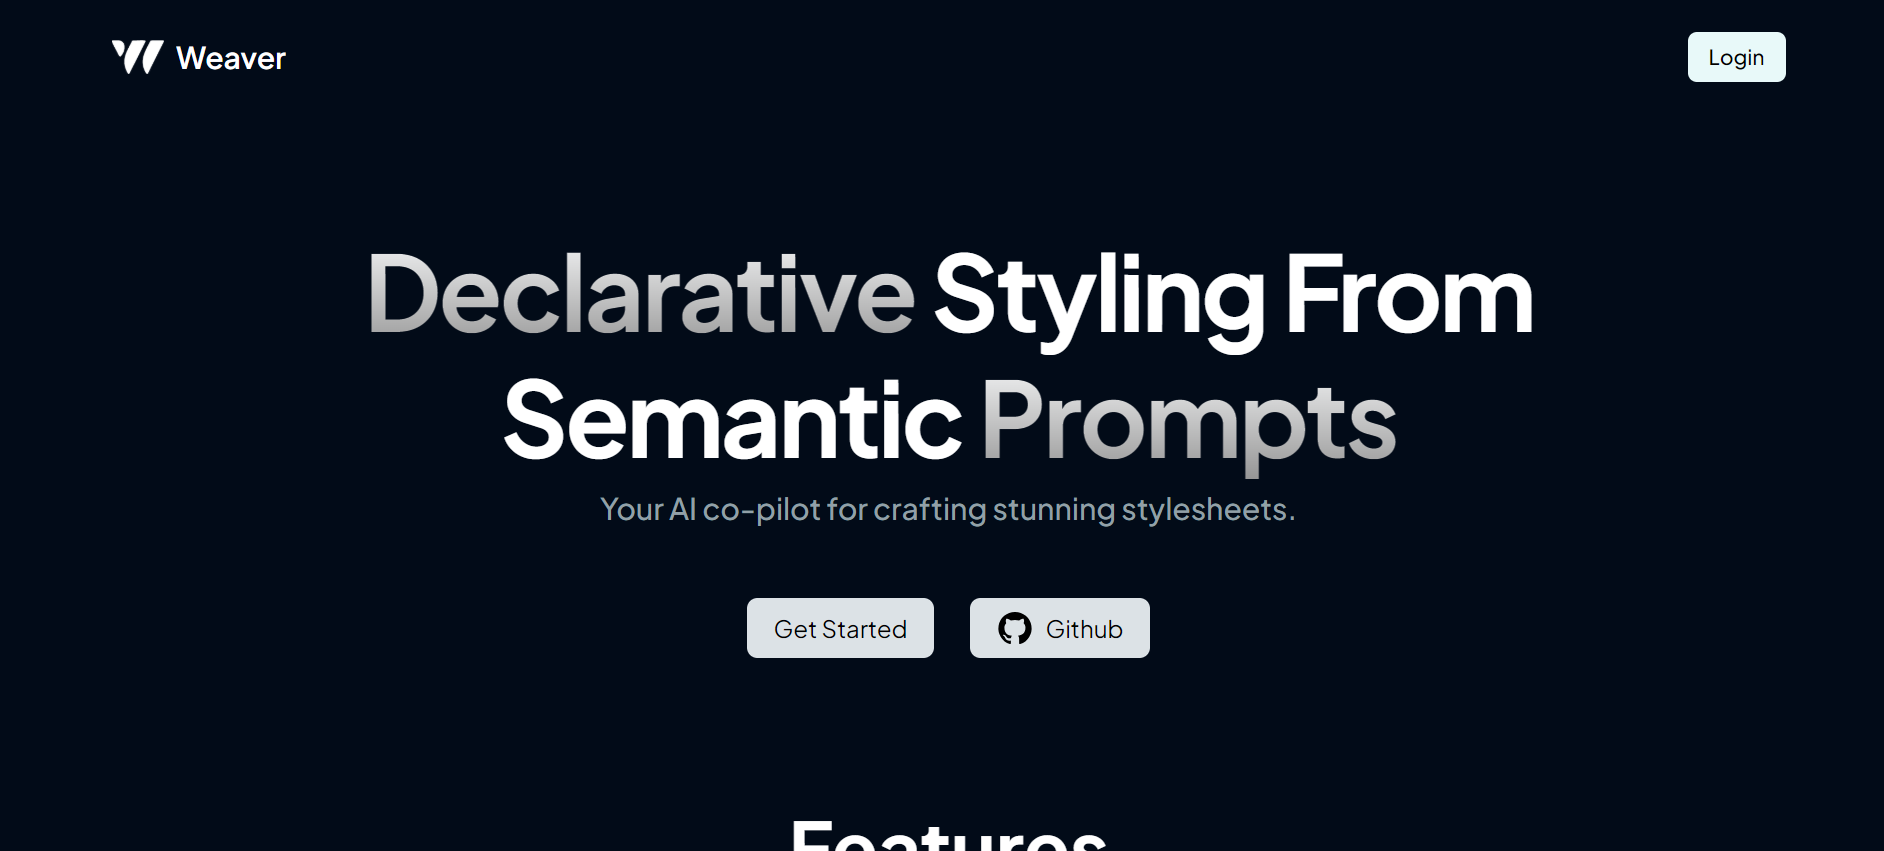 Weaver
Login
Declarative Styling From
Semantic Prompts
Your AI co-pilot for crafting stunning stylesheets.
Get Started
Github
Features